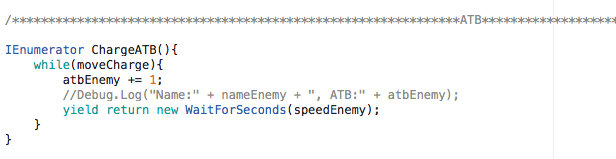 /**************************************************************ATB*******************
IEnumerator ChargeATB(){
    while(moveCharge){
        atbEnemy += 1;
        //Debug.Log("Name:" + nameEnemy + ", ATB:" + atbEnemy);
        yield return new WaitForSeconds(speedEnemy);
    }
}